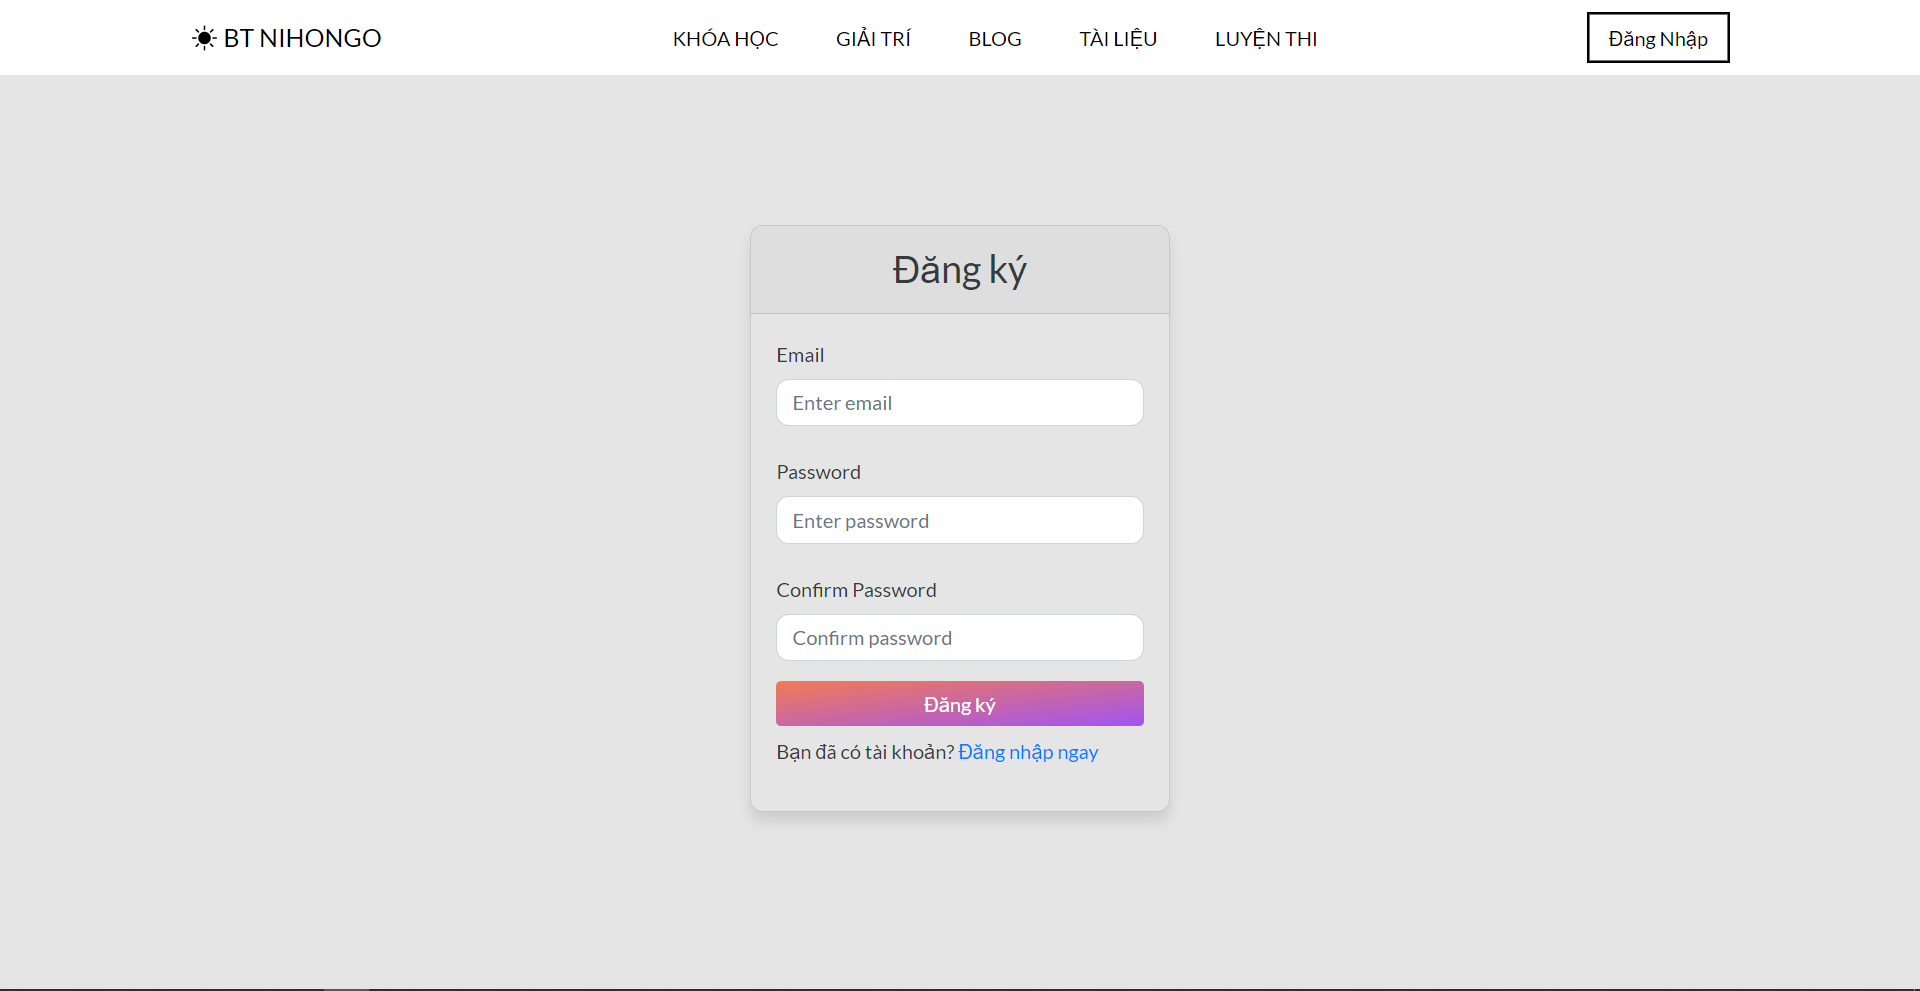 BT NIHONGO
KHÓA HỌC GIẢI TRÍ BLOG TÀI LIỆU LUYỆN THI
Đăng Nhập
Đăng ký
Email
Enter email
Password
Enter password
Confirm Password
Confirm password
Đăng ký
Bạn đã có tài khoản? Đăng nhập ngay